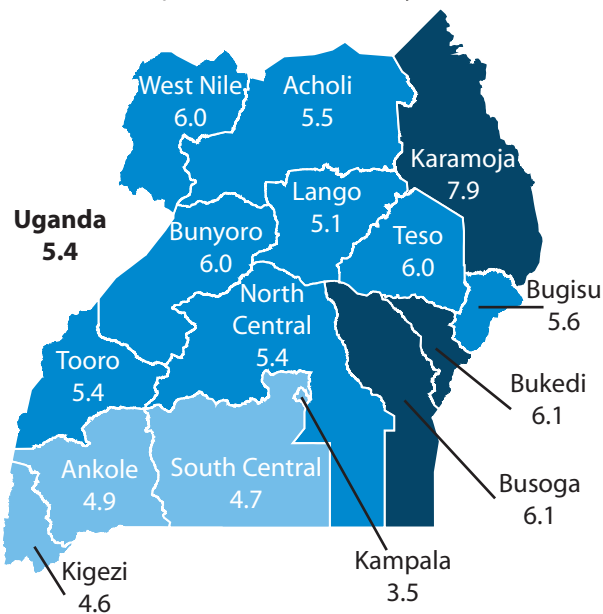 West Nile
6.0
Acholi
5.5
Karamoja
7.9
Lango
5.1
Uganda
5.4
Bunyoro
6.0
Teso
6.0
Bugisu
5.6
North
Central
5.4
Tooro
5.4
Bukedi
6.1
Ankole
4.9
South Central
4.7
Busoga
6.1
Kampala
3.5
Kigezi
4.6